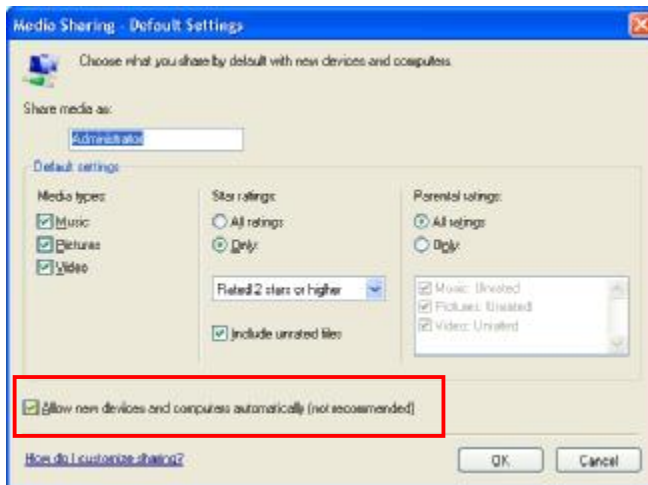 Media Sharing - Default Settings
Choose what you share by default with new devices and computers.
Share media as:
Administrator
Default settings
Media types:
Music
Pictures
Video
Star ratings:
All ratings
Only:
Rated 2 stars or higher
Include unrated files
Parental ratings:
All ratings
Only:
Music: Unrated
Pictures: Unrated
Video: Unrated
Allow new devices and computers automatically (not recommended)
How do I customize sharing?
OK
Cancel